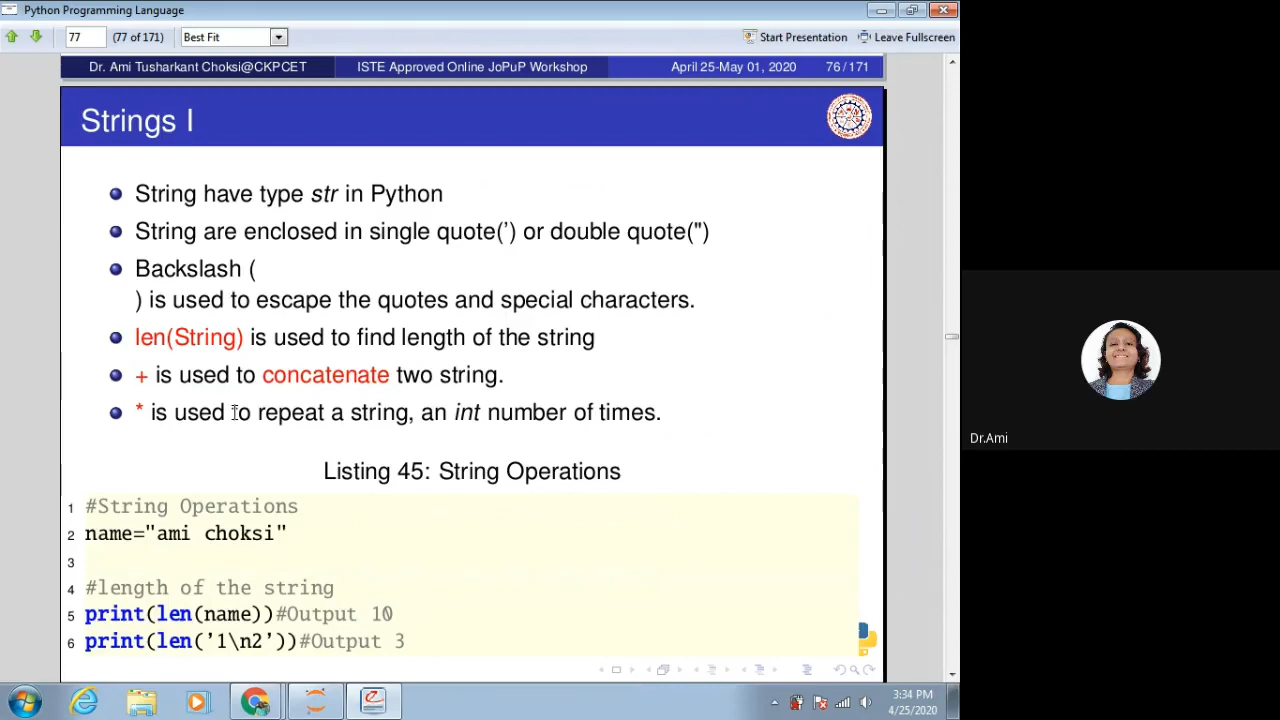 Python Programming Language
77 (77 of 171) Best Fit Start Presentation Leave Fullscreen
Dr. Ami Tusharkant Choksi@CKPCET ISTE Approved Online JoPuP Workshop April 25-May 01, 2020 76/171
Strings I
String have type str in Python
String are enclosed in single quote(') or double quote(")
Backslash (
) is used to escape the quotes and special characters.
len(String) is used to find length of the string
+ is used to concatenate two string.
* is used to repeat a string, an int number of times.
Listing 45: String Operations
1 #String Operations
2 name="ami choksi"
3
4 #length of the string
5 print(len(name))#Output 10
6 print(len('1\n2'))#Output 3
Dr.Ami
3:34 PM
4/25/2020